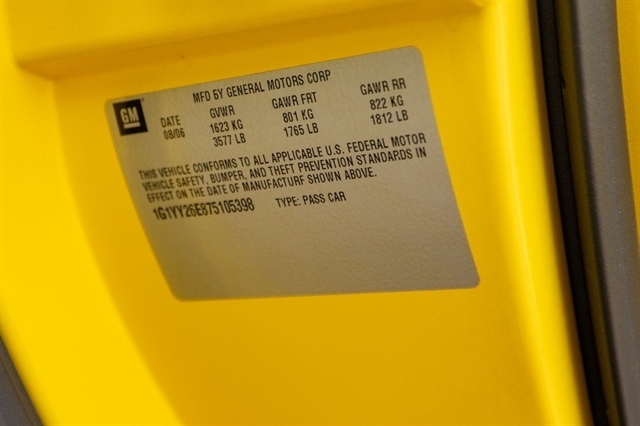 MFD BY GENERAL MOTORS CORP
GM
DATE GVWR GAWR FRT GAWR RR
08/06 1623 KG 801 KG 822 KG
3577 LB 1765 LB 1812 LB
THIS VEHICLE CONFORMS TO ALL APPLICABLE U.S. FEDERAL MOTOR
VEHICLE SAFETY, BUMPER, AND THEFT PREVENTION STANDARDS IN
EFFECT ON THE DATE OF MANUFACTURE SHOWN ABOVE.
1G1YY26E875105398 TYPE: PASS CAR